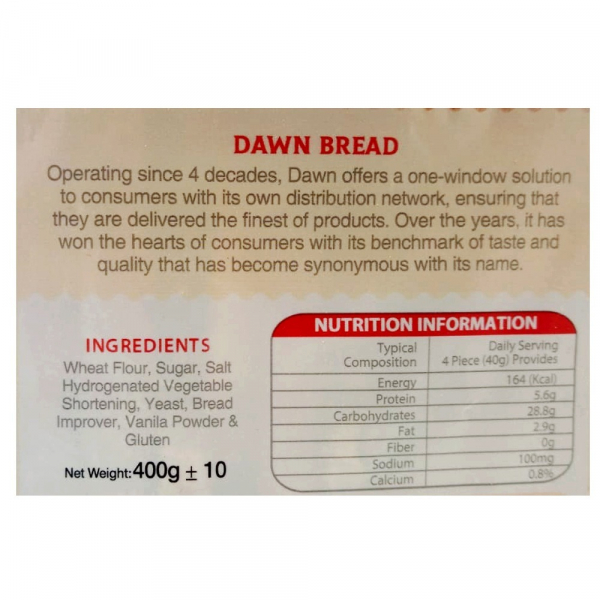 DAWN BREAD
Operating since 4 decades, Dawn offers a one-window solution
to consumers with its own distribution network, ensuring that
they are delivered the finest of products. Over the years, it has
won the hearts of consumers with its benchmark of taste and
quality that has become synonymous with its name.
INGREDIENTS
Wheat Flour, Sugar, Salt
Hydrogenated Vegetable
Shortening, Yeast, Bread
Improver, Vanila Powder &
Gluten
Net Weight: 400g ± 10
NUTRITION INFORMATION
Typical Composition Daily Serving 4 Piece (40g) Provides
Energy 164 (Kcal)
Protein 5.6g
Carbohydrates 28.8g
Fat 2.9g
Fiber 0g
Sodium 100mg
Calcium 0.8%